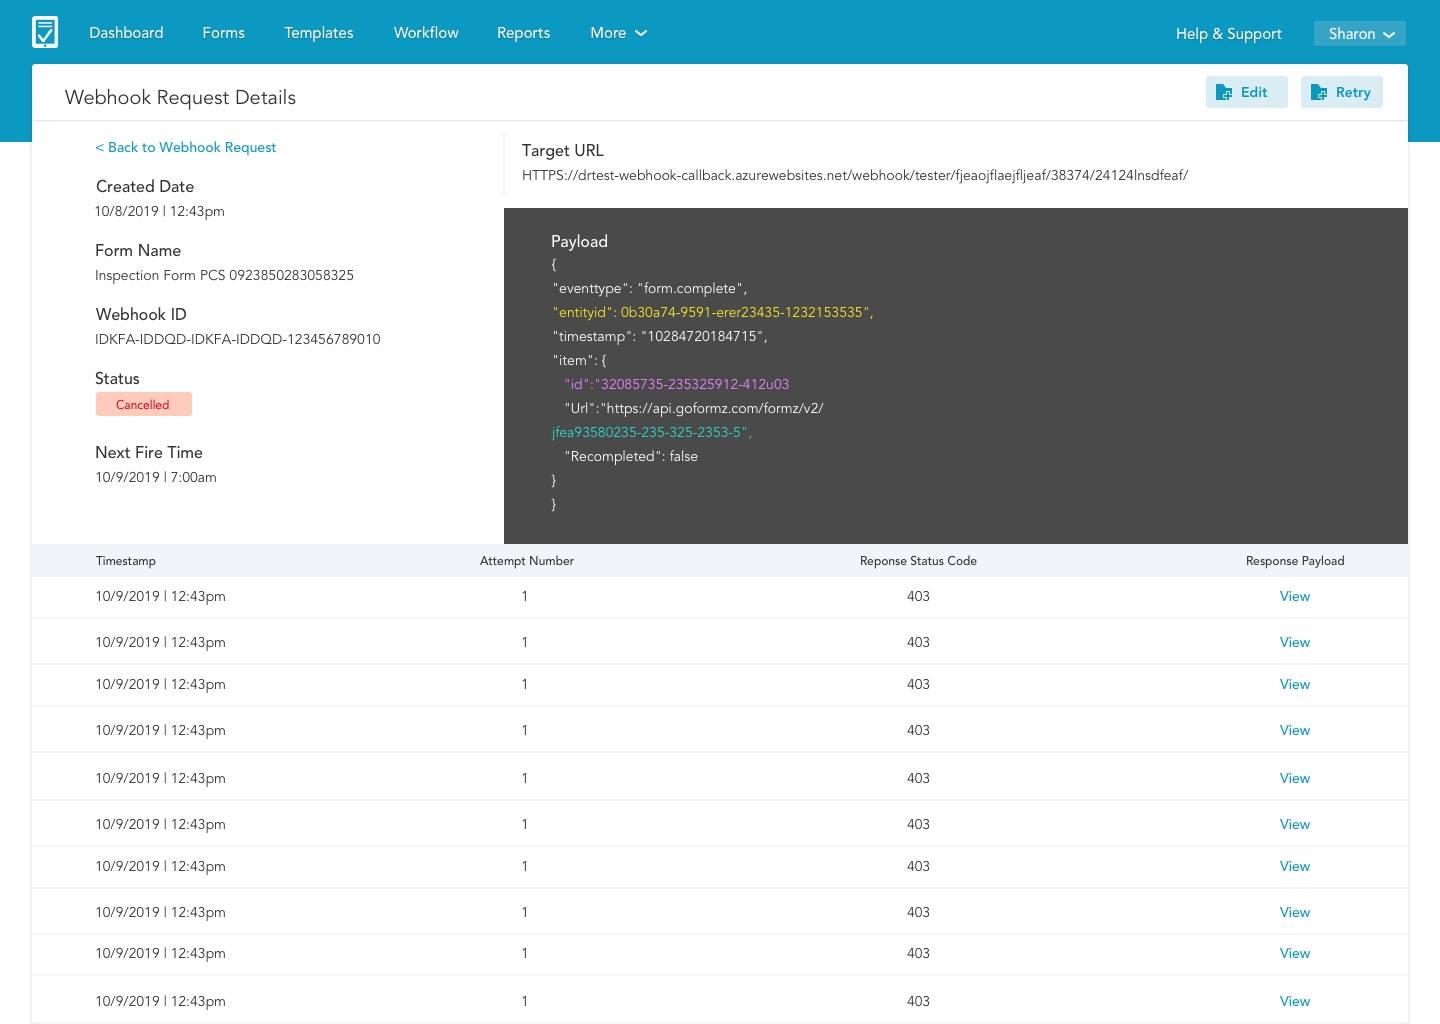 Dashboard Forms Templates Workflow Reports More Help & Support Sharon
Webhook Request Details
Edit Retry
< Back to Webhook Request
Created Date
10/8/2019 | 12:43pm
Form Name
Inspection Form PCS 0923850283058325
Webhook ID
IDKFA-IDDQD-IDKFA-IDDQD-123456789010
Status
Cancelled
Next Fire Time
10/9/2019 | 7:00am
Target URL
HTTPS://drtest-webhook-callback.azurewebsites.net/webhook/tester/fjeaojflaejfljeaf/38374/24124lnsdfeaf/
Payload
{
"eventtype": "form.complete",
"entityid": 0b30a74-9591-erer23435-1232153535",
"timestamp": "10284720184715",
"item": {
"id":"32085735-235325912-412u03
"Url":"https://api.goformz.com/formz/v2/
jfea93580235-235-325-2353-5",
"Recompleted": false
}
}
Timestamp Attempt Number Reponse Status Code Response Payload
10/9/2019 | 12:43pm 1 403 View
10/9/2019 | 12:43pm 1 403 View
10/9/2019 | 12:43pm 1 403 View
10/9/2019 | 12:43pm 1 403 View
10/9/2019 | 12:43pm 1 403 View
10/9/2019 | 12:43pm 1 403 View
10/9/2019 | 12:43pm 1 403 View
10/9/2019 | 12:43pm 1 403 View
10/9/2019 | 12:43pm 1 403 View
10/9/2019 | 12:43pm 1 403 View